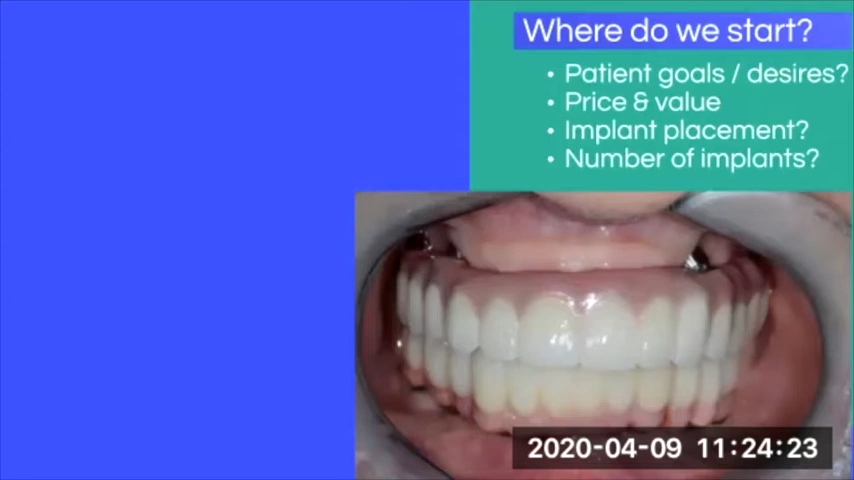 Where do we start?
• Patient goals / desires?
• Price & value
• Implant placement?
• Number of implants?
2020-04-09 11:24:23